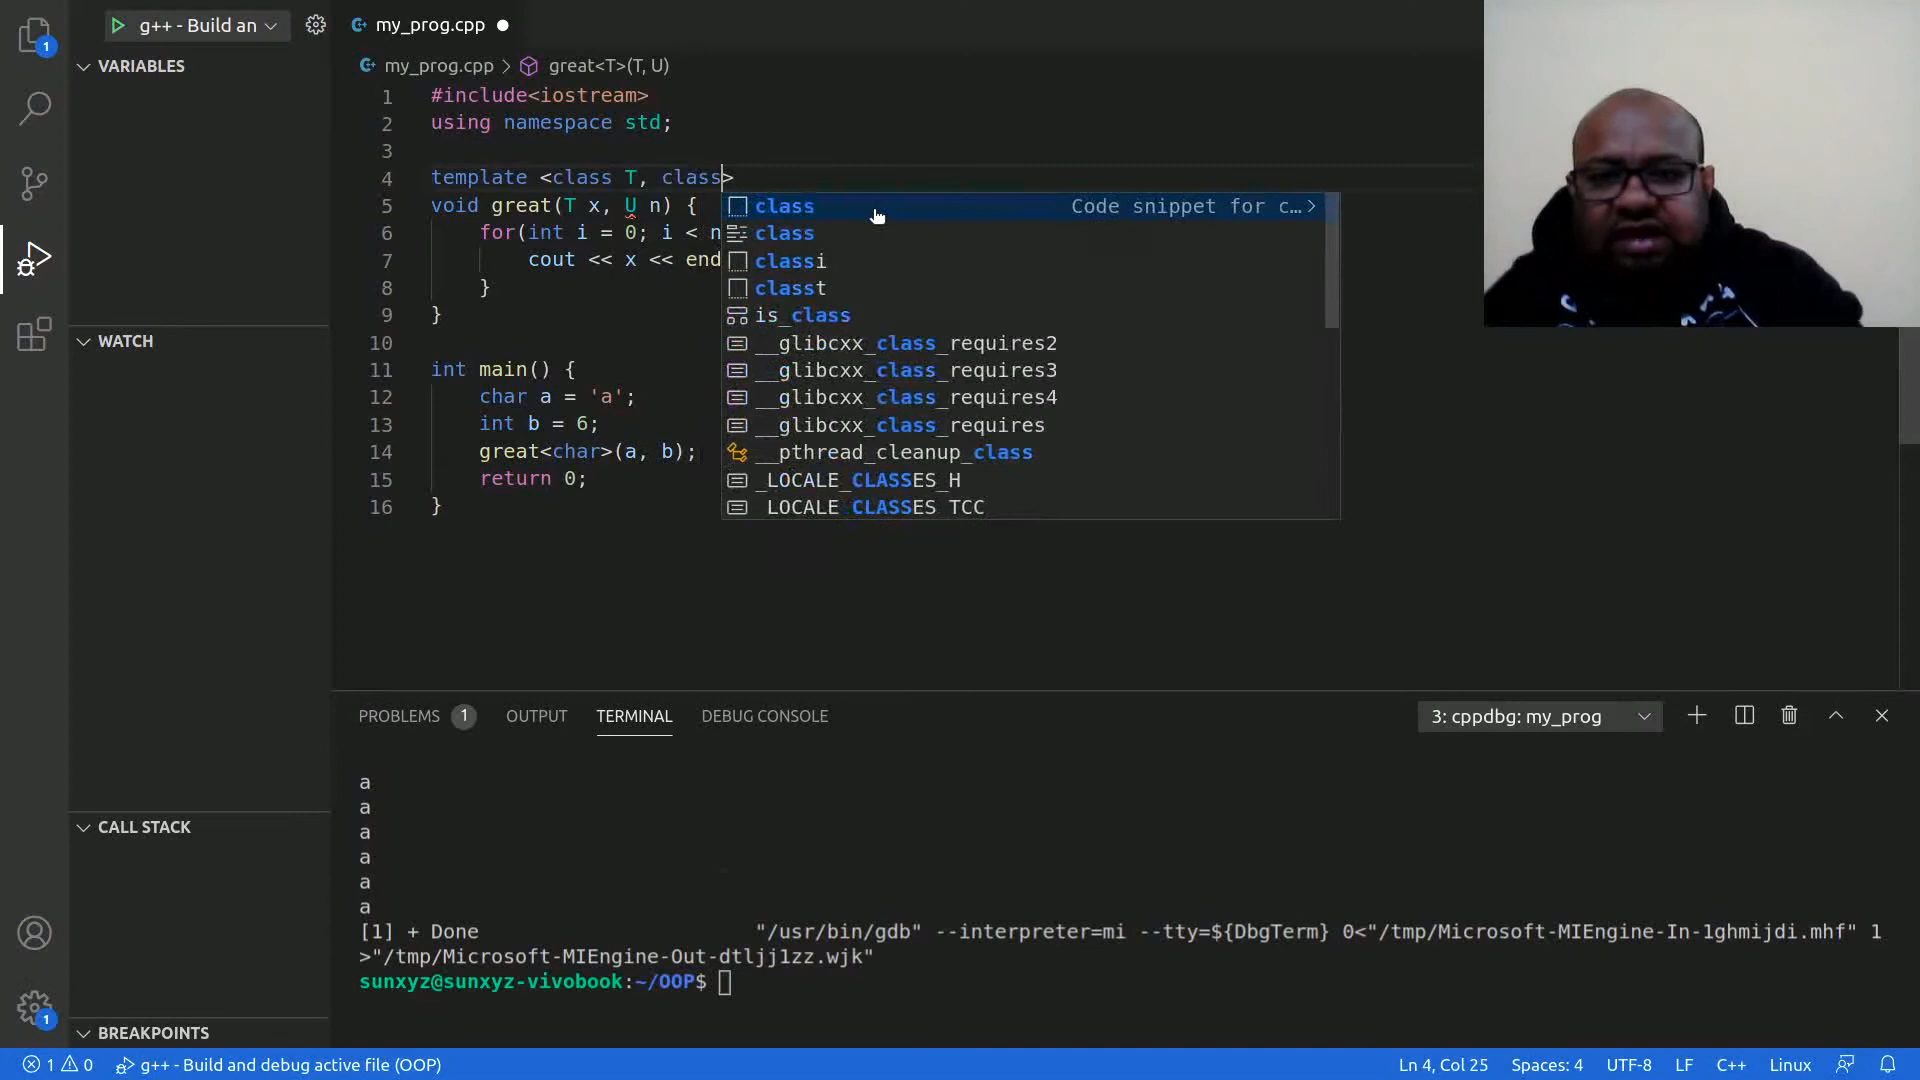 g++ - Build an
my_prog.cpp
1
VARIABLES
my_prog.cpp > great<T>(T, U)
1 #include<iostream>
2 using namespace std;
3
4 template <class T, class>
5 void great(T x, U n) {
6 for(int i = 0; i < n
7 cout << x << end
8 }
9 }
10
11 int main() {
12 char a = 'a';
13 int b = 6;
14 great<char>(a, b);
15 return 0;
16 }
class Code snippet for c…
class
classi
classt
is_class
__glibcxx_class_requires2
__glibcxx_class_requires3
__glibcxx_class_requires4
__glibcxx_class_requires
__pthread_cleanup_class
_LOCALE_CLASSES_H
_LOCALE_CLASSES_TCC
WATCH
CALL STACK
BREAKPOINTS
PROBLEMS 1 OUTPUT TERMINAL DEBUG CONSOLE 3: cppdbg: my_prog
a
a
a
a
a
a
[1] + Done "/usr/bin/gdb" --interpreter=mi --tty=${DbgTerm} 0<"/tmp/Microsoft-MIEngine-In-1ghmijdi.mhf" 1
>"/tmp/Microsoft-MIEngine-Out-dtljj1zz.wjk"
sunxyz@sunxyz-vivobook:~/OOP$
1
1 0 g++ - Build and debug active file (OOP) Ln 4, Col 25 Spaces: 4 UTF-8 LF C++ Linux